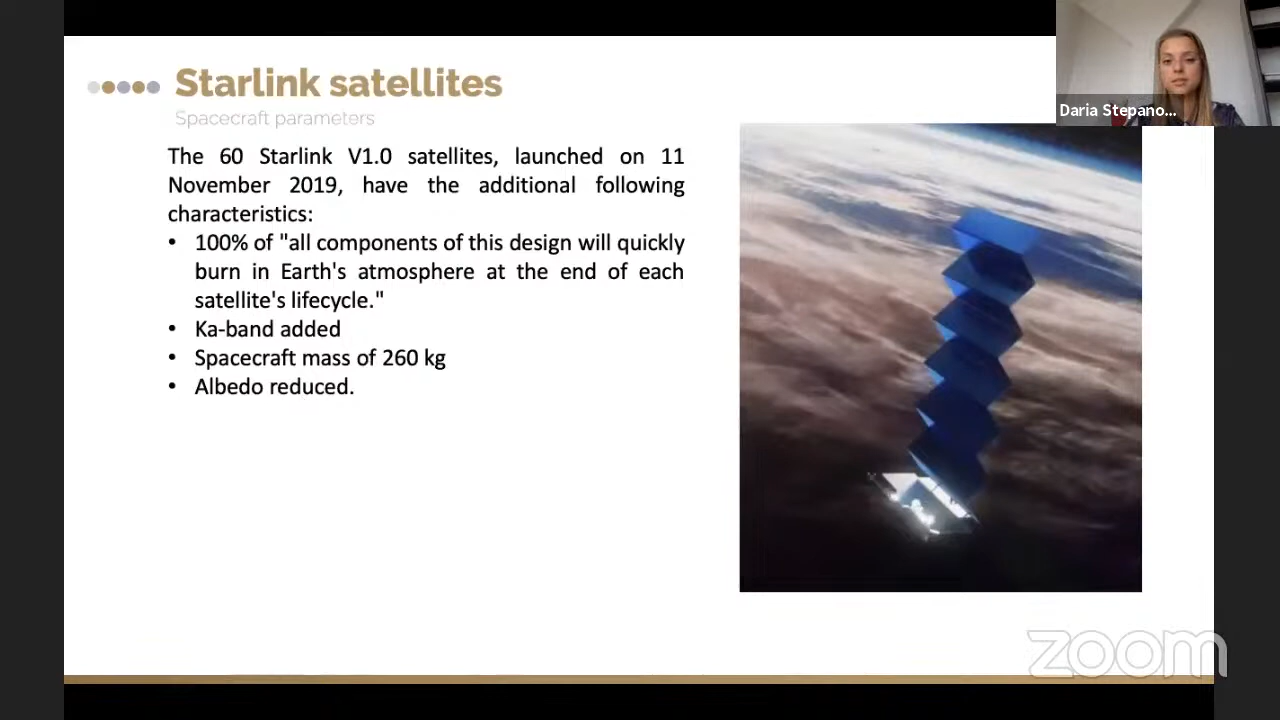 Starlink satellites
Spacecraft parameters
The 60 Starlink V1.0 satellites, launched on 11
November 2019, have the additional following
characteristics:
• 100% of "all components of this design will quickly
burn in Earth's atmosphere at the end of each
satellite's lifecycle."
• Ka-band added
• Spacecraft mass of 260 kg
• Albedo reduced.
Daria Stepano...
zoom